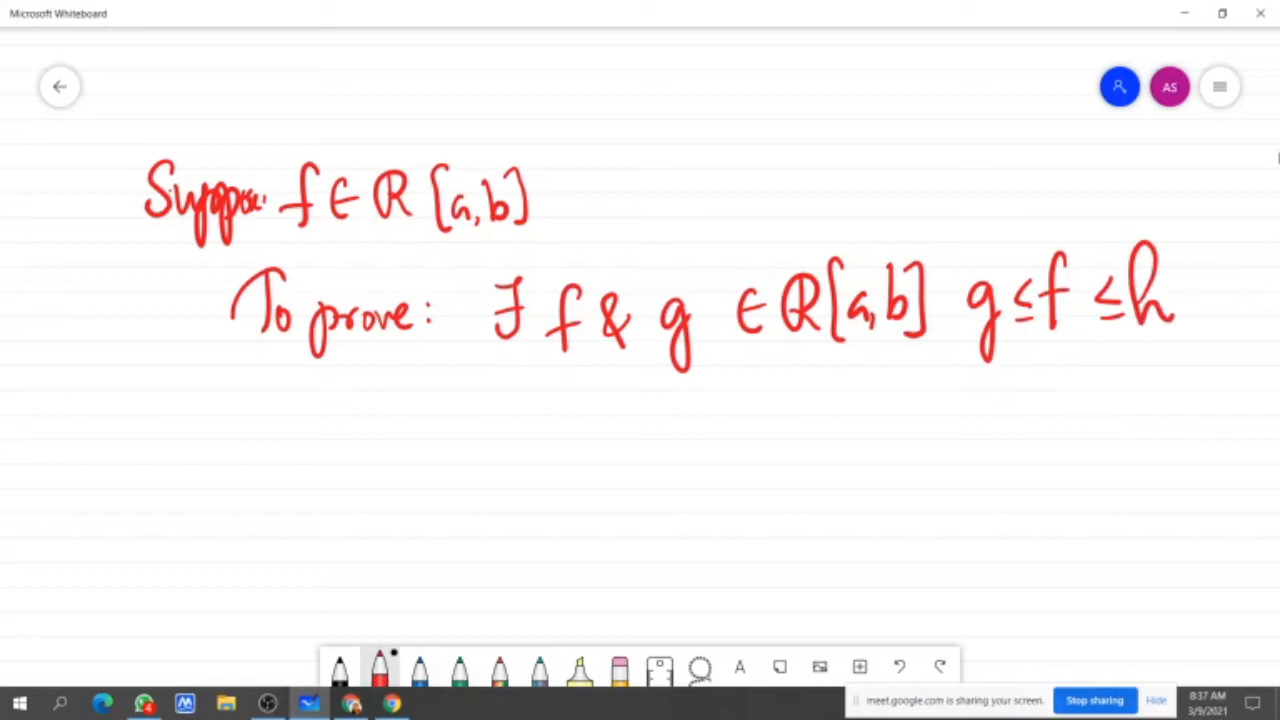 Microsoft Whiteboard
AS
Suppose f ∈ R [a,b]
To prove: ∃ f & g ∈ R[a,b] g ≤ f ≤ h
A
4
meet.google.com is sharing your screen.
Stop sharing
Hide
8:37 AM
3/9/2021